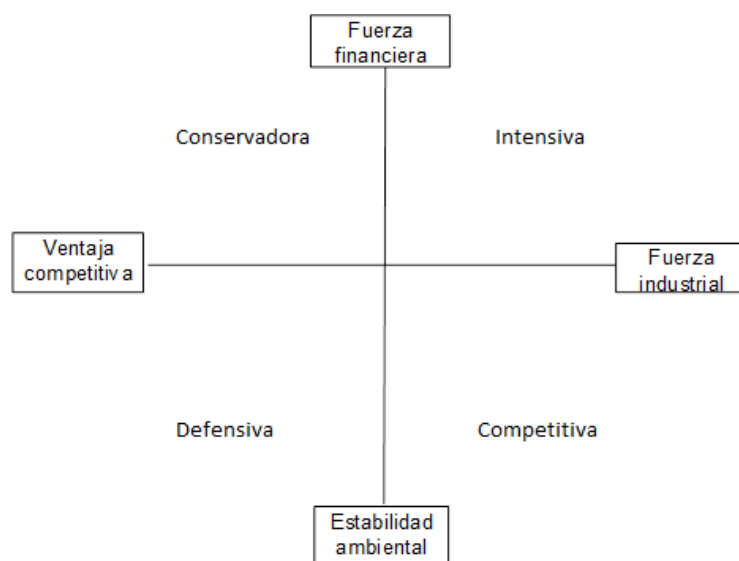 Fuerza
financiera
Conservadora
Intensiva
Ventaja
competitiva
Fuerza
industrial
Defensiva
Competitiva
Estabilidad
ambiental